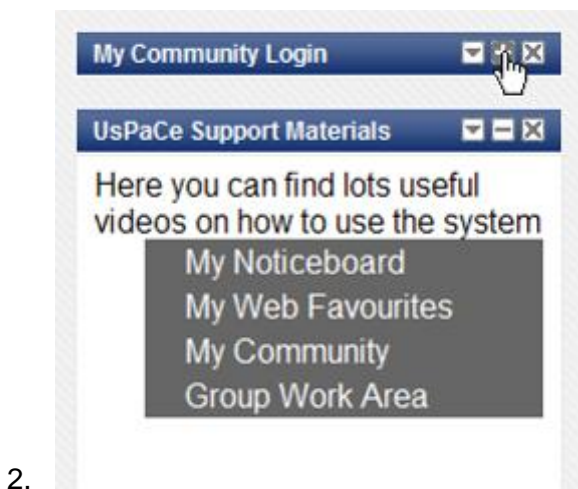 My Community Login
UsPaCe Support Materials
Here you can find lots useful
videos on how to use the system
My Noticeboard
My Web Favourites
My Community
Group Work Area
2.